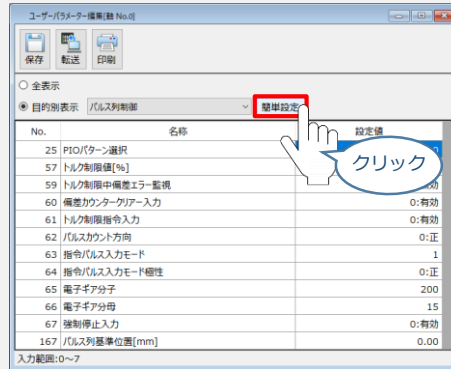 ユーザーパラメーター編集[軸 No.0]
保存 転送 印刷
全表示
目的別表示 パルス列制御 簡単設定
No. 名称 設定値
25 PIOパターン選択 0
57 トルク制限値[%]
59 トルク制限中偏差エラー監視 効
60 偏差カウンタークリアー入力 0:有効
61 トルク制限指令入力 0:有効
62 パルスカウント方向 0:正
63 指令パルス入力モード 1
64 指令パルス入力モード極性 0:正
65 電子ギア分子 200
66 電子ギア分母 15
67 強制停止入力 0:有効
167 パルス列基準位置[mm] 0.00
入力範囲:0～7
クリック